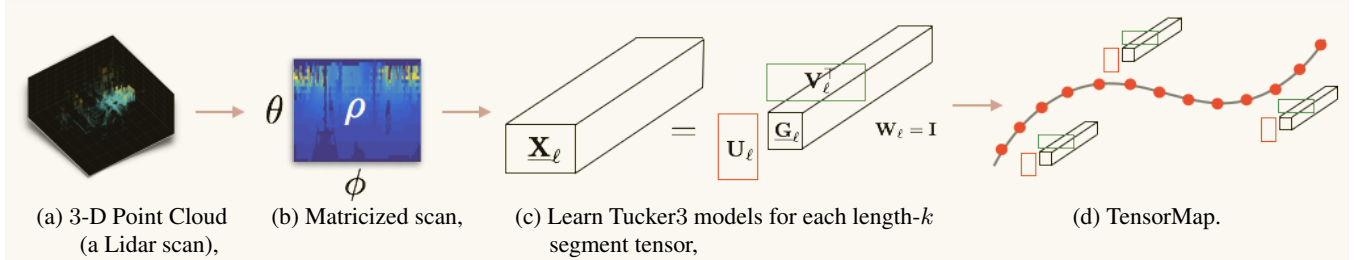 θ
ρ
ϕ
X_ℓ
=
U_ℓ
V_ℓ^⊤
G_ℓ
W_ℓ = I
(a) 3-D Point Cloud
(a Lidar scan),
(b) Matricized scan,
(c) Learn Tucker3 models for each length-k
segment tensor,
(d) TensorMap.